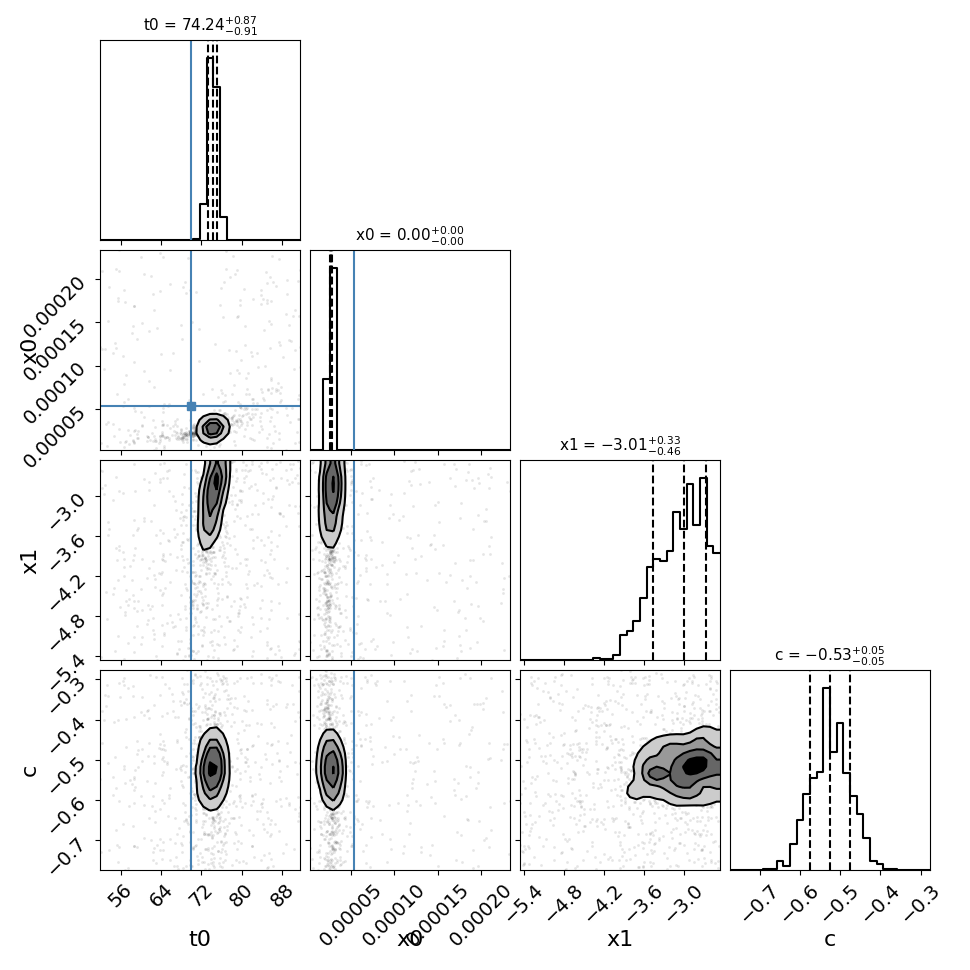 t0 = 74.24+0.87−0.91
x0 = 0.00+0.00−0.00
0.00020
0.00015
0.00010
0.00005
x0
x1 = −3.01+0.33−0.46
−3.0
−3.6
−4.2
−4.8
−5.4
x1
c = −0.53+0.05−0.05
−0.3
−0.4
−0.5
−0.6
−0.7
c
56 64 72 80 88
0.00005 0.00010 0.00015 0.00020
−5.4 −4.8 −4.2 −3.6 −3.0
−0.7 −0.6 −0.5 −0.4 −0.3
t0 x0 x1 c